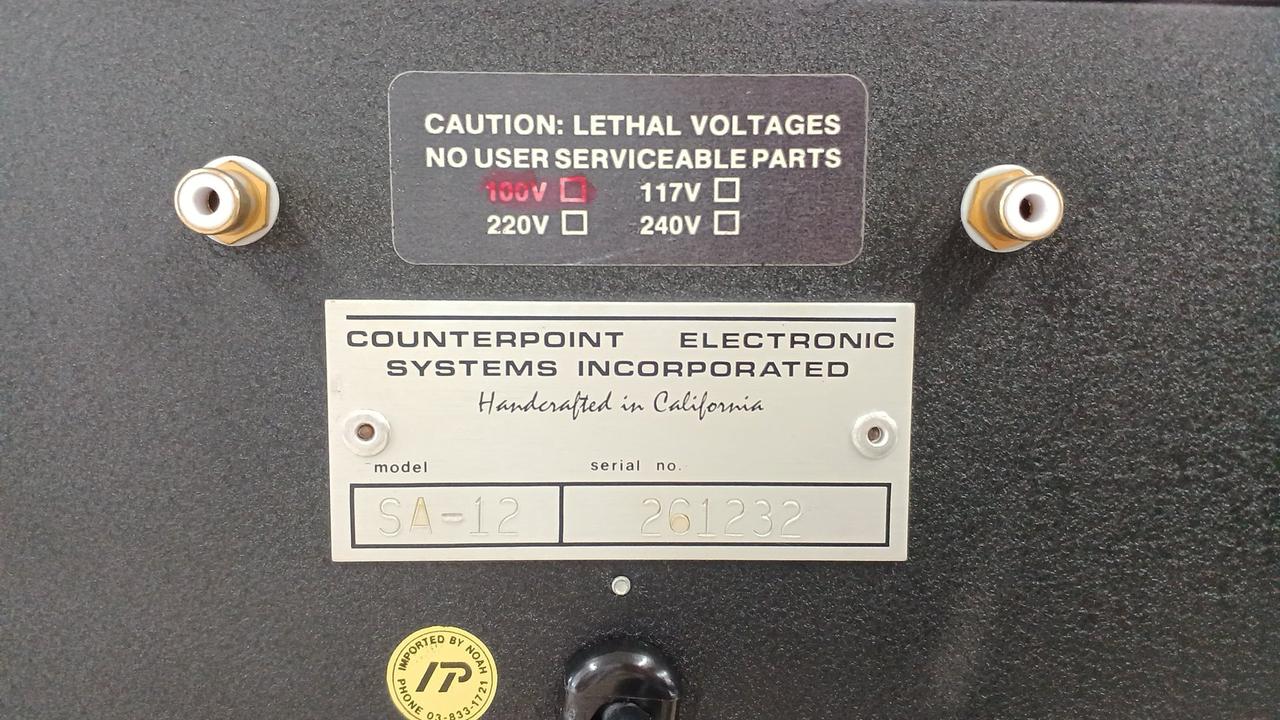 CAUTION: LETHAL VOLTAGES
NO USER SERVICEABLE PARTS
100V 117V
220V 240V
COUNTERPOINT ELECTRONIC
SYSTEMS INCORPORATED
Handcrafted in California
model serial no.
SA-12 261232
IMPORTED BY NOAH
IP
PHONE 03-833-1721